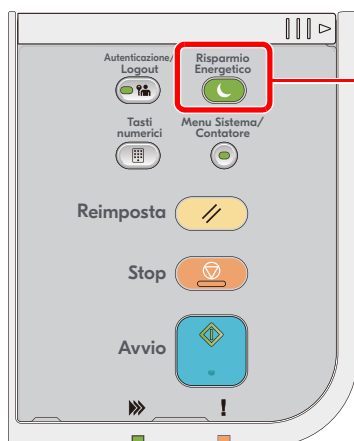 Autenticazione/
Logout
Risparmio
Energetico
Tasti
numerici
Menu Sistema/
Contatore
Reimposta
Stop
Avvio
!